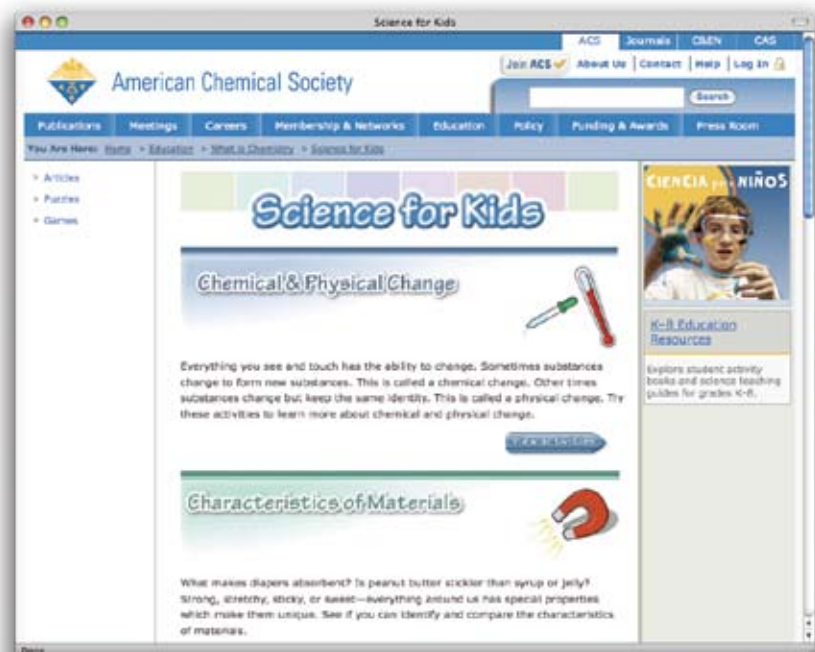 Science for Kids
ACS Journals C&EN CAS
Join ACS About Us Contact Help Log In
American Chemical Society
Search
Publications Meetings Careers Membership & Networks Education Policy Funding & Awards Press Room
You Are Here: Home > Education > What is Chemistry > Science for Kids
> Articles
> Puzzles
> Games
Science for Kids
Chemical & Physical Change
Everything you see and touch has the ability to change. Sometimes substances
change to form new substances. This is called a chemical change. Other times
substances change but keep the same identity. This is called a physical change. Try
these activities to learn more about chemical and physical change.
Characteristics of Materials
What makes diapers absorbent? Is peanut butter stickier than syrup or jelly?
Strong, stretchy, sticky, or sweet—everything around us has special properties
which make them unique. See if you can identify and compare the characteristics
of materials.
CIENCIA para NIÑOS
K-8 Education
Resources
Explore student activity
books and science teaching
guides for grades K-8.
Done